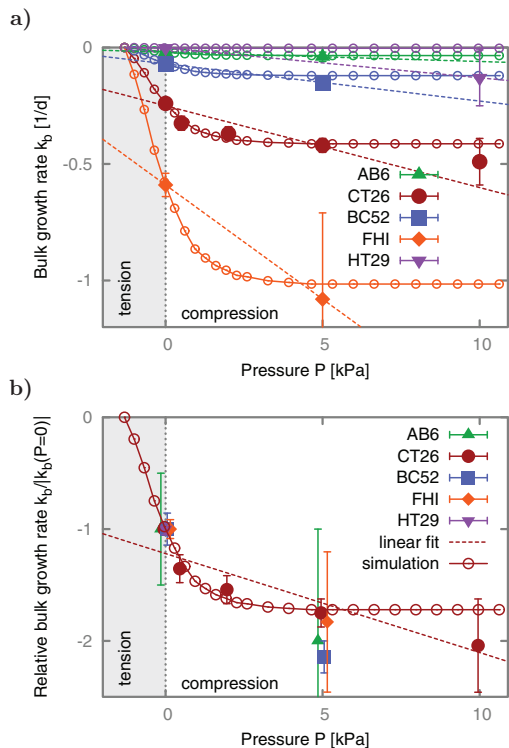 a)
Bulk growth rate k_b [1/d]
0
-0.5
-1
tension
compression
AB6
CT26
BC52
FHI
HT29
0
5
10
Pressure P [kPa]
b)
Relative bulk growth rate k_b/|k_b(P=0)|
0
-1
-2
tension
compression
AB6
CT26
BC52
FHI
HT29
linear fit
simulation
0
5
10
Pressure P [kPa]